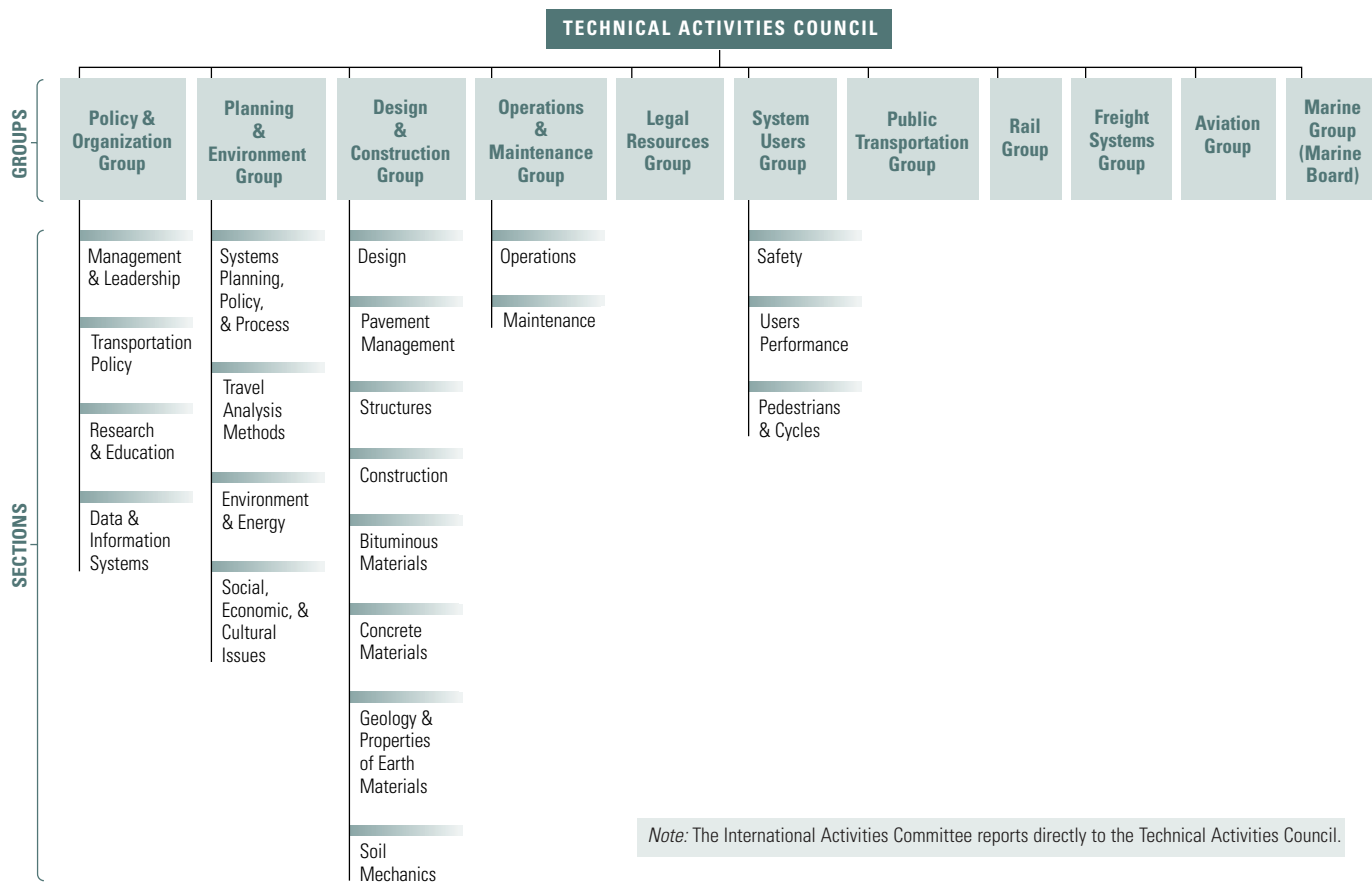 TECHNICAL ACTIVITIES COUNCIL
GROUPS
Policy &
Organization
Group
Planning
&
Environment
Group
Design
&
Construction
Group
Operations
&
Maintenance
Group
Legal
Resources
Group
System
Users
Group
Public
Transportation
Group
Rail
Group
Freight
Systems
Group
Aviation
Group
Marine
Group
(Marine
Board)
SECTIONS
Management
& Leadership
Transportation
Policy
Research
& Education
Data &
Information
Systems
Systems
Planning,
Policy,
& Process
Travel
Analysis
Methods
Environment
& Energy
Social,
Economic, &
Cultural
Issues
Design
Pavement
Management
Structures
Construction
Bituminous
Materials
Concrete
Materials
Geology &
Properties
of Earth
Materials
Soil
Mechanics
Operations
Maintenance
Safety
Users
Performance
Pedestrians
& Cycles
Note: The International Activities Committee reports directly to the Technical Activities Council.